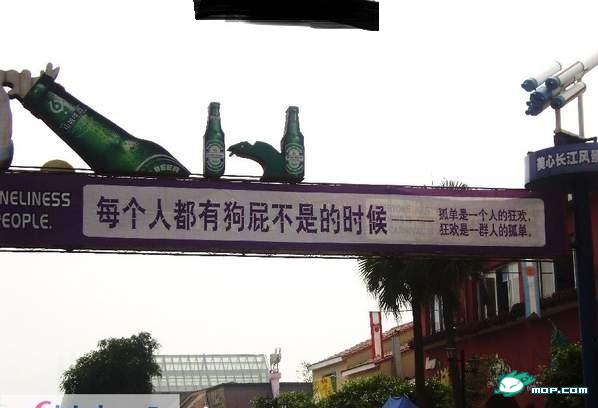 NELINESS
EOPLE.
每个人都有狗屁不是的时候——
孤单是一个人的狂欢,
狂欢是一群人的孤单。
美心长江风景
mop.com